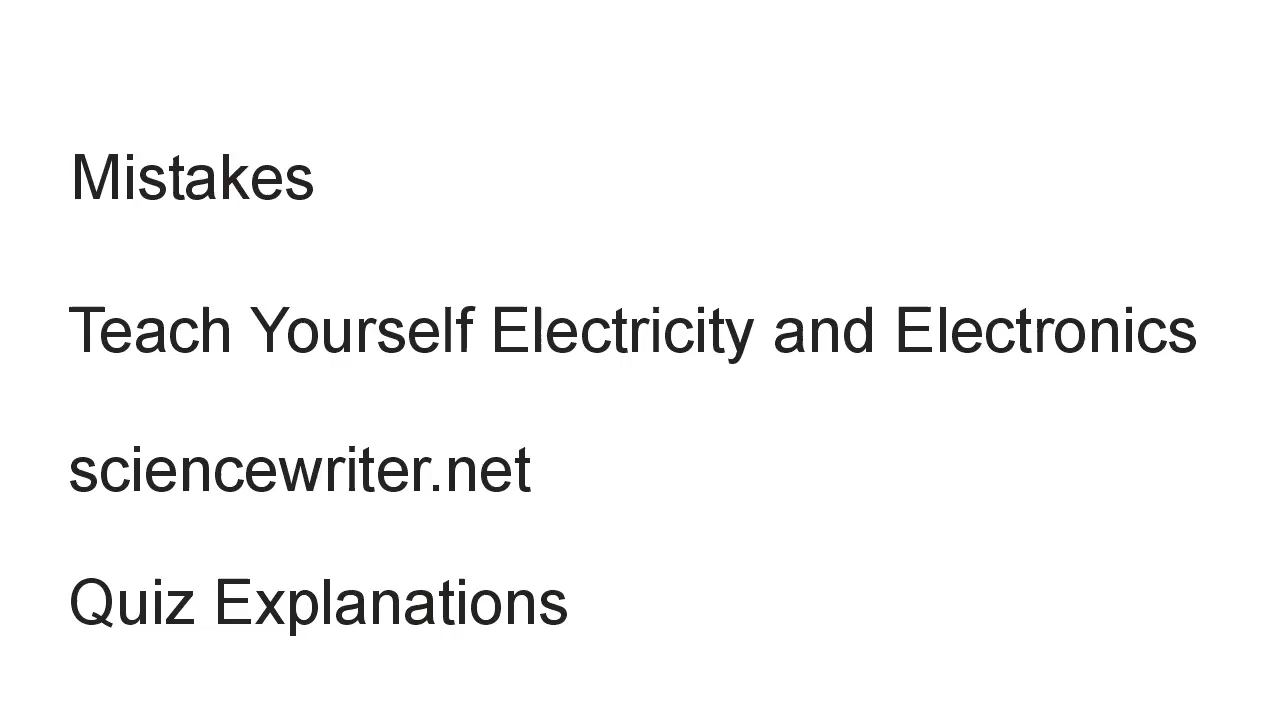 Mistakes
Teach Yourself Electricity and Electronics
sciencewriter.net
Quiz Explanations